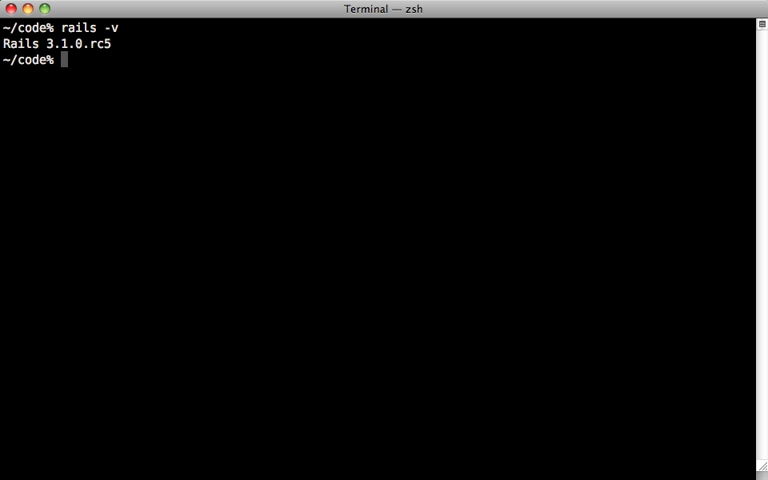 Terminal — zsh
~/code% rails -v
Rails 3.1.0.rc5
~/code%